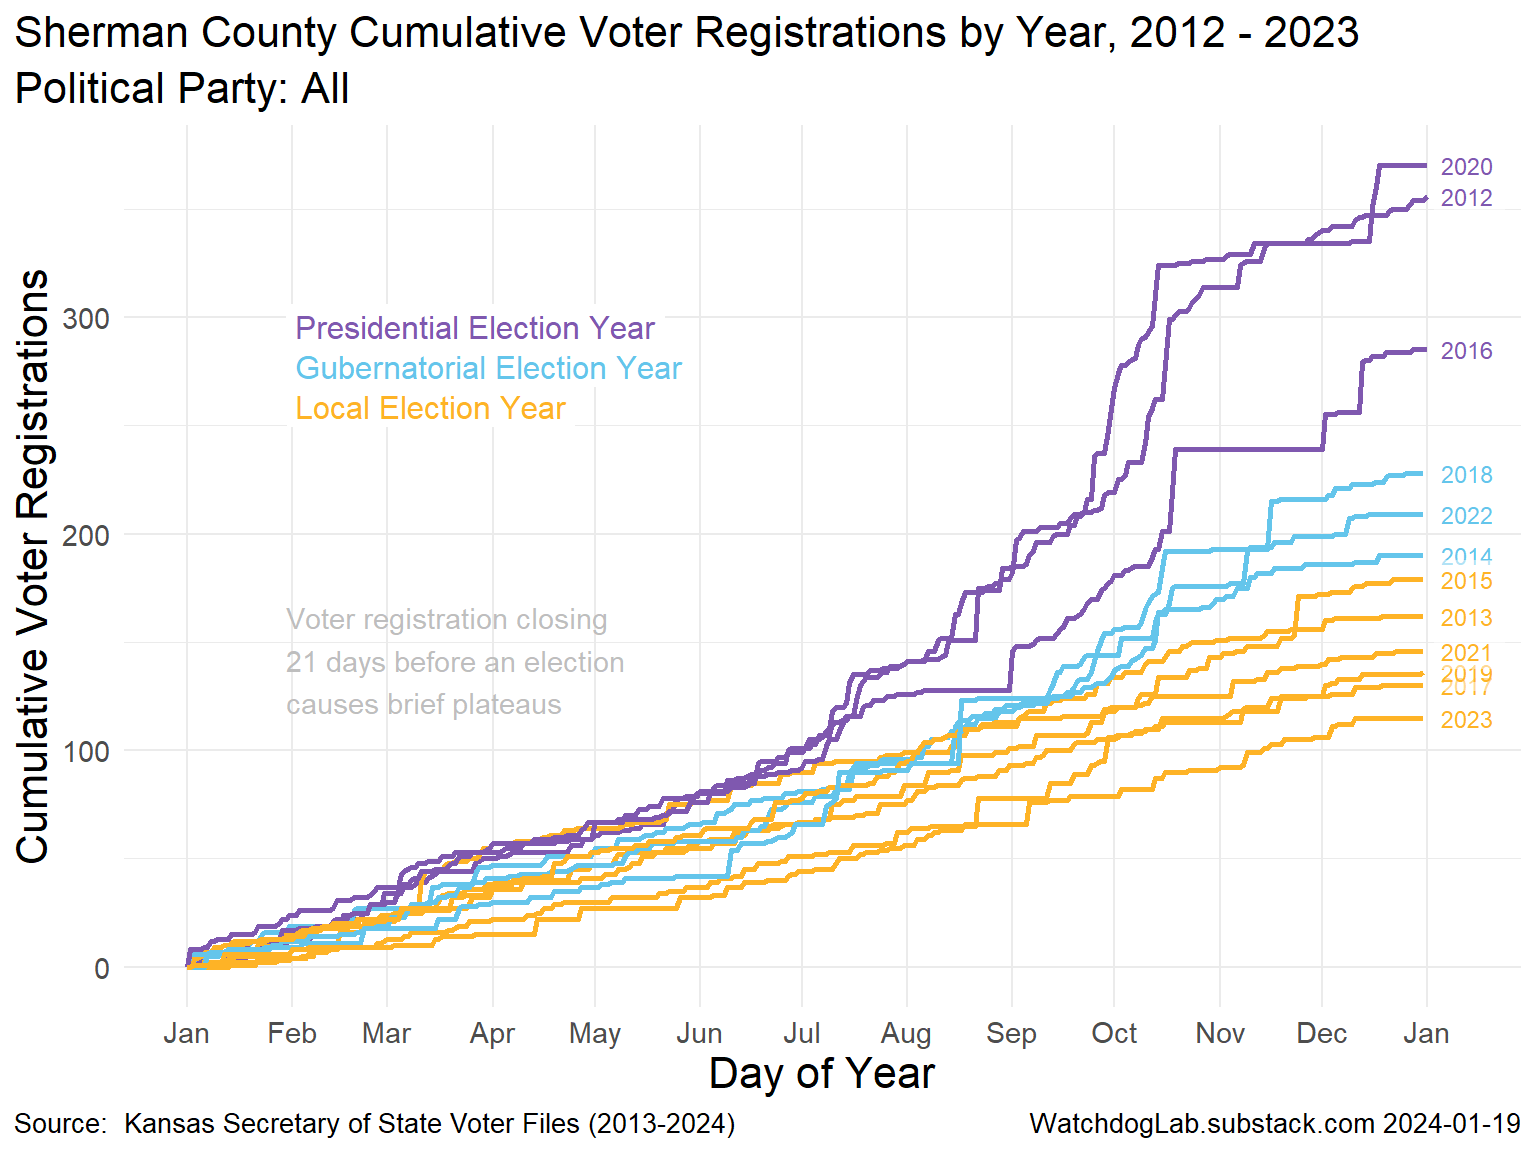 Sherman County Cumulative Voter Registrations by Year, 2012 - 2023
Political Party: All
Cumulative Voter Registrations
300
200
100
0
Presidential Election Year
Gubernatorial Election Year
Local Election Year
Voter registration closing
21 days before an election
causes brief plateaus
2020
2012
2016
2018
2022
2014
2015
2013
2021
2019
2017
2023
Jan Feb Mar Apr May Jun Jul Aug Sep Oct Nov Dec Jan
Day of Year
Source:  Kansas Secretary of State Voter Files (2013-2024)
WatchdogLab.substack.com 2024-01-19